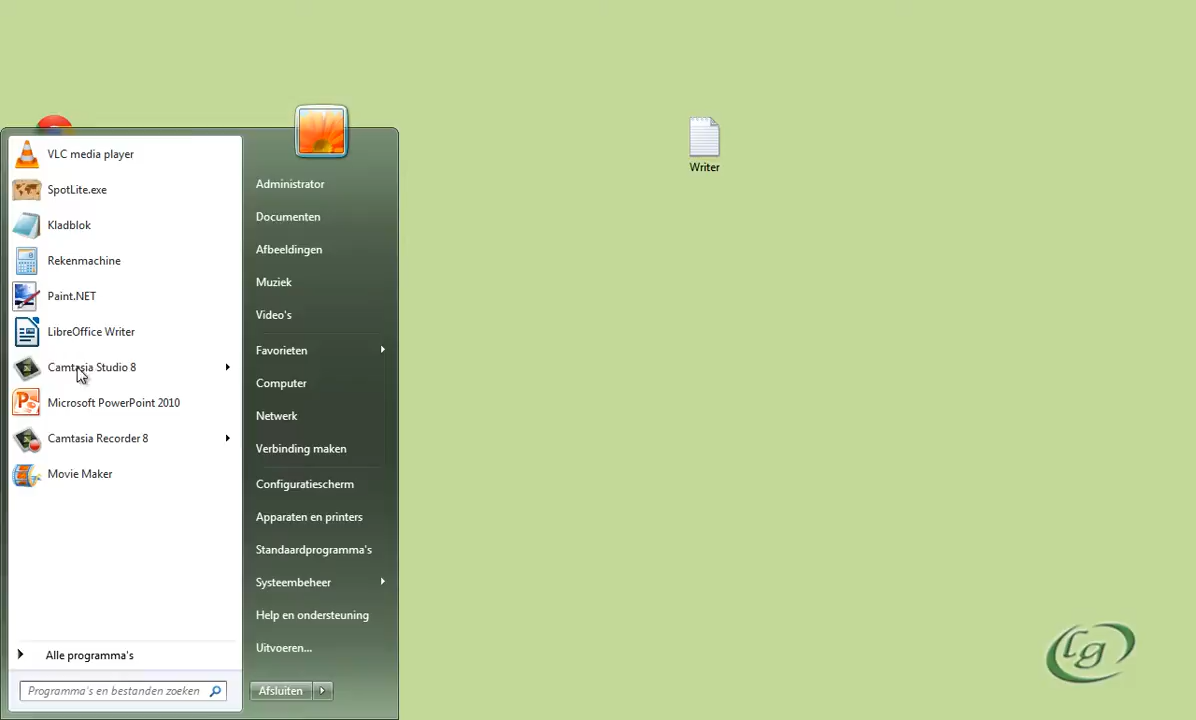 Writer
VLC media player
SpotLite.exe
Kladblok
Rekenmachine
Paint.NET
LibreOffice Writer
Camtasia Studio 8
Microsoft PowerPoint 2010
Camtasia Recorder 8
Movie Maker
Alle programma's
Programma's en bestanden zoeken
Administrator
Documenten
Afbeeldingen
Muziek
Video's
Favorieten
Computer
Netwerk
Verbinding maken
Configuratiescherm
Apparaten en printers
Standaardprogramma's
Systeembeheer
Help en ondersteuning
Uitvoeren...
Afsluiten
Lg